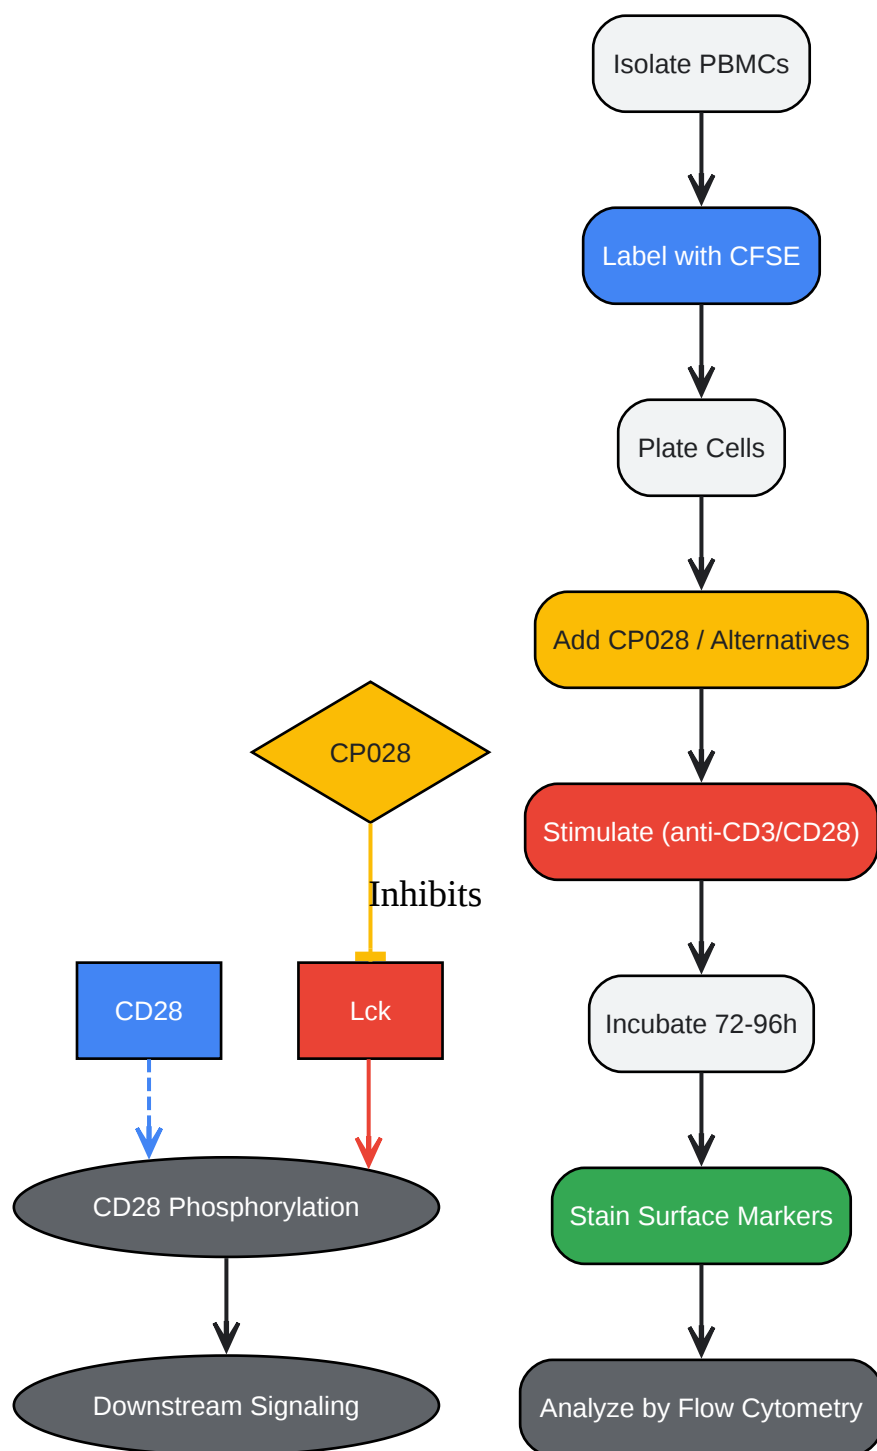 Isolate PBMCs
Label with CFSE
Plate Cells
Add CP028 / Alternatives
Stimulate (anti-CD3/CD28)
Incubate 72-96h
Stain Surface Markers
Analyze by Flow Cytometry
CP028
Inhibits
CD28
Lck
CD28 Phosphorylation
Downstream Signaling